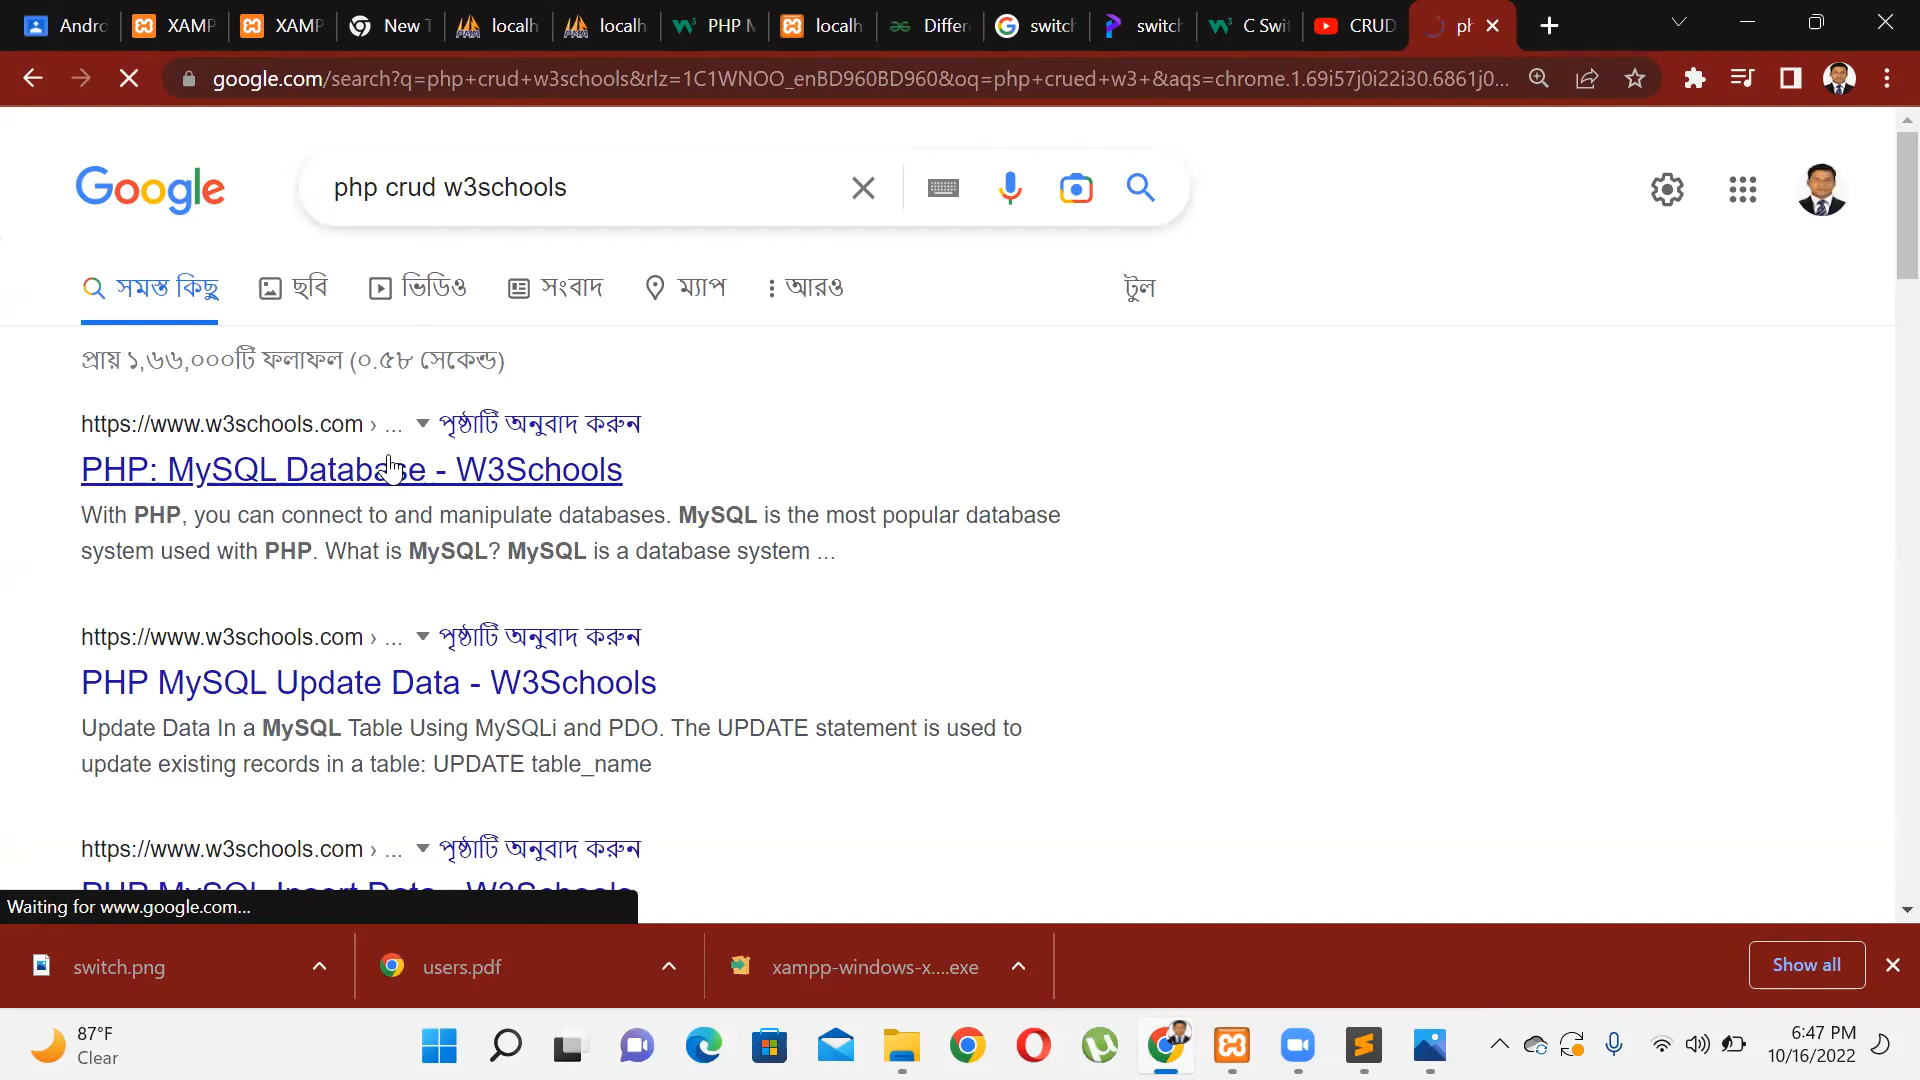 Andro XAMP XAMP New T localh localh PHP M localh Differe switch switch C Swit CRUD ph
google.com/search?q=php+crud+w3schools&rlz=1C1WNOO_enBD960BD960&oq=php+crued+w3+&aqs=chrome.1.69i57j0i22i30.6861j0...
Google php crud w3schools
সমস্ত কিছু ছবি ভিডিও সংবাদ ম্যাপ আরও টুল
প্রায় ১,৬৬,০০০টি ফলাফল (০.৫৮ সেকেন্ড)
https://www.w3schools.com › ... পৃষ্ঠাটি অনুবাদ করুন
PHP: MySQL Database - W3Schools
With PHP, you can connect to and manipulate databases. MySQL is the most popular database
system used with PHP. What is MySQL? MySQL is a database system ...
https://www.w3schools.com › ... পৃষ্ঠাটি অনুবাদ করুন
PHP MySQL Update Data - W3Schools
Update Data In a MySQL Table Using MySQLi and PDO. The UPDATE statement is used to
update existing records in a table: UPDATE table_name
https://www.w3schools.com › ... পৃষ্ঠাটি অনুবাদ করুন
PHP MySQL Insert Data - W3Schools
Waiting for www.google.com...
switch.png users.pdf xampp-windows-x....exe Show all
87°F
Clear
6:47 PM
10/16/2022